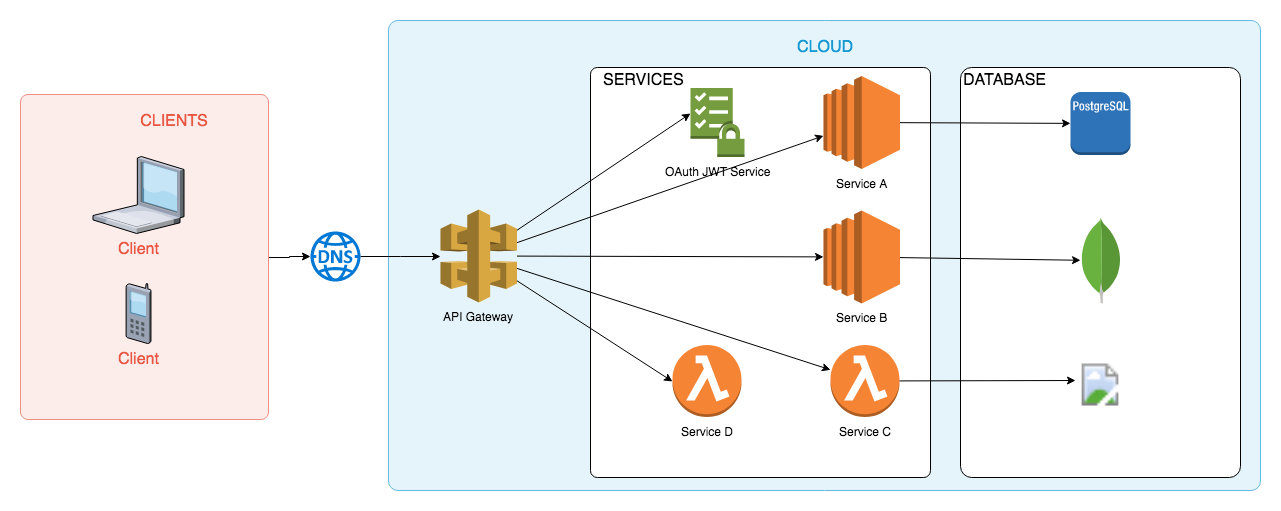 CLOUD
CLIENTS
Client
Client
DNS
API Gateway
SERVICES
OAuth JWT Service
Service A
Service B
Service D
Service C
DATABASE
PostgreSQL